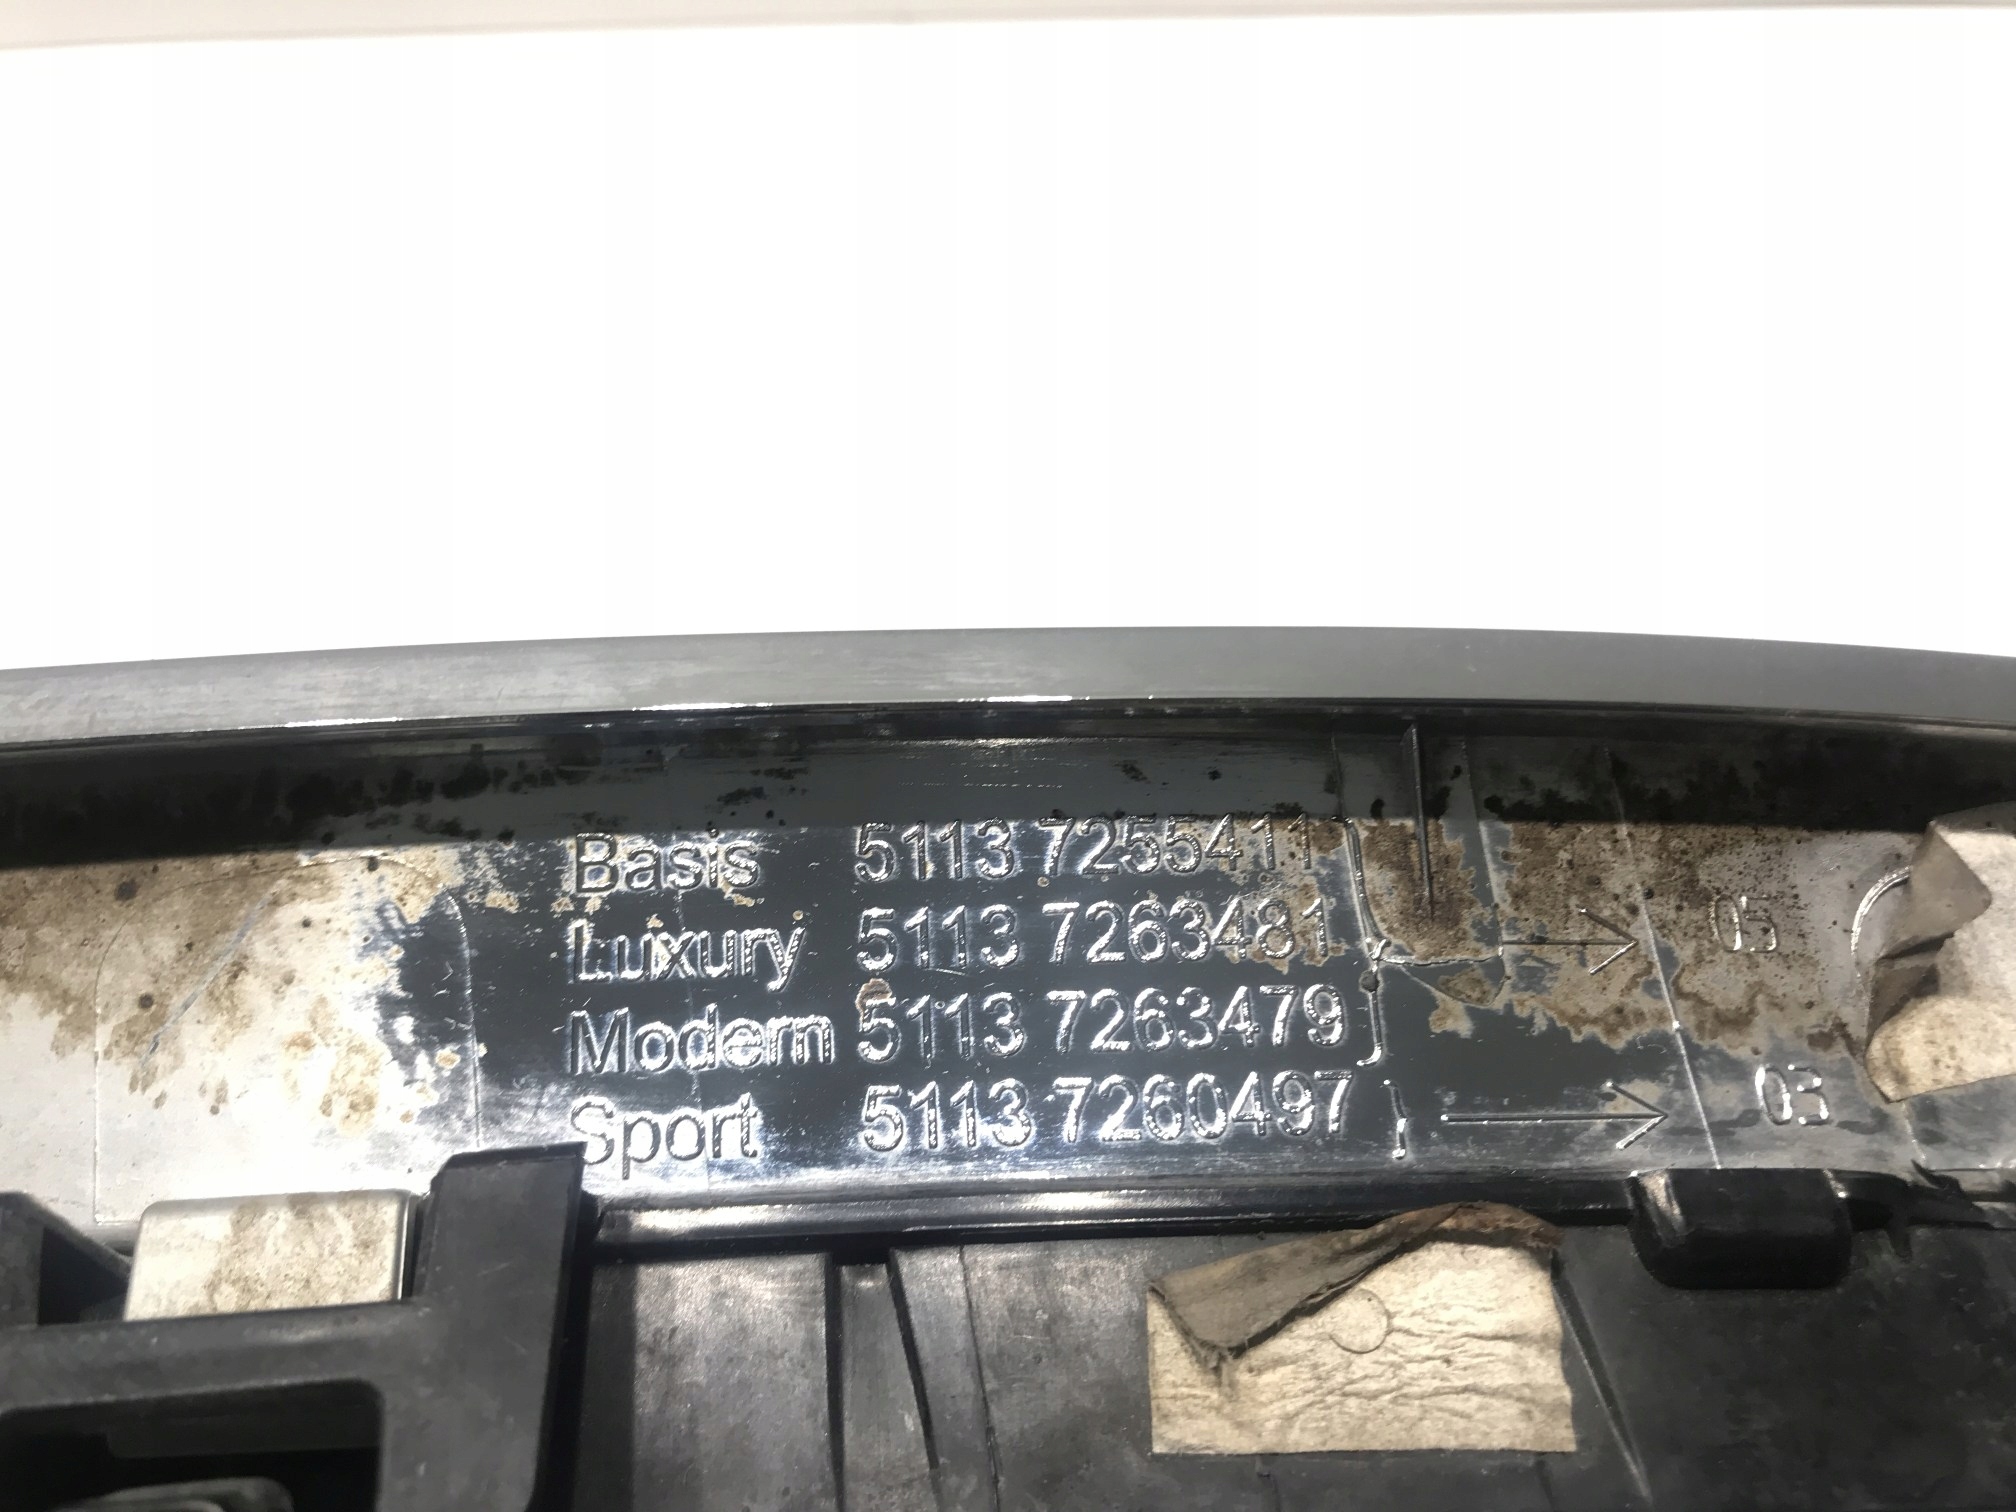 Basis 5113 7255411
Luxury 5113 7263481 05
Modern 5113 7263479
Sport 5113 7260497 03